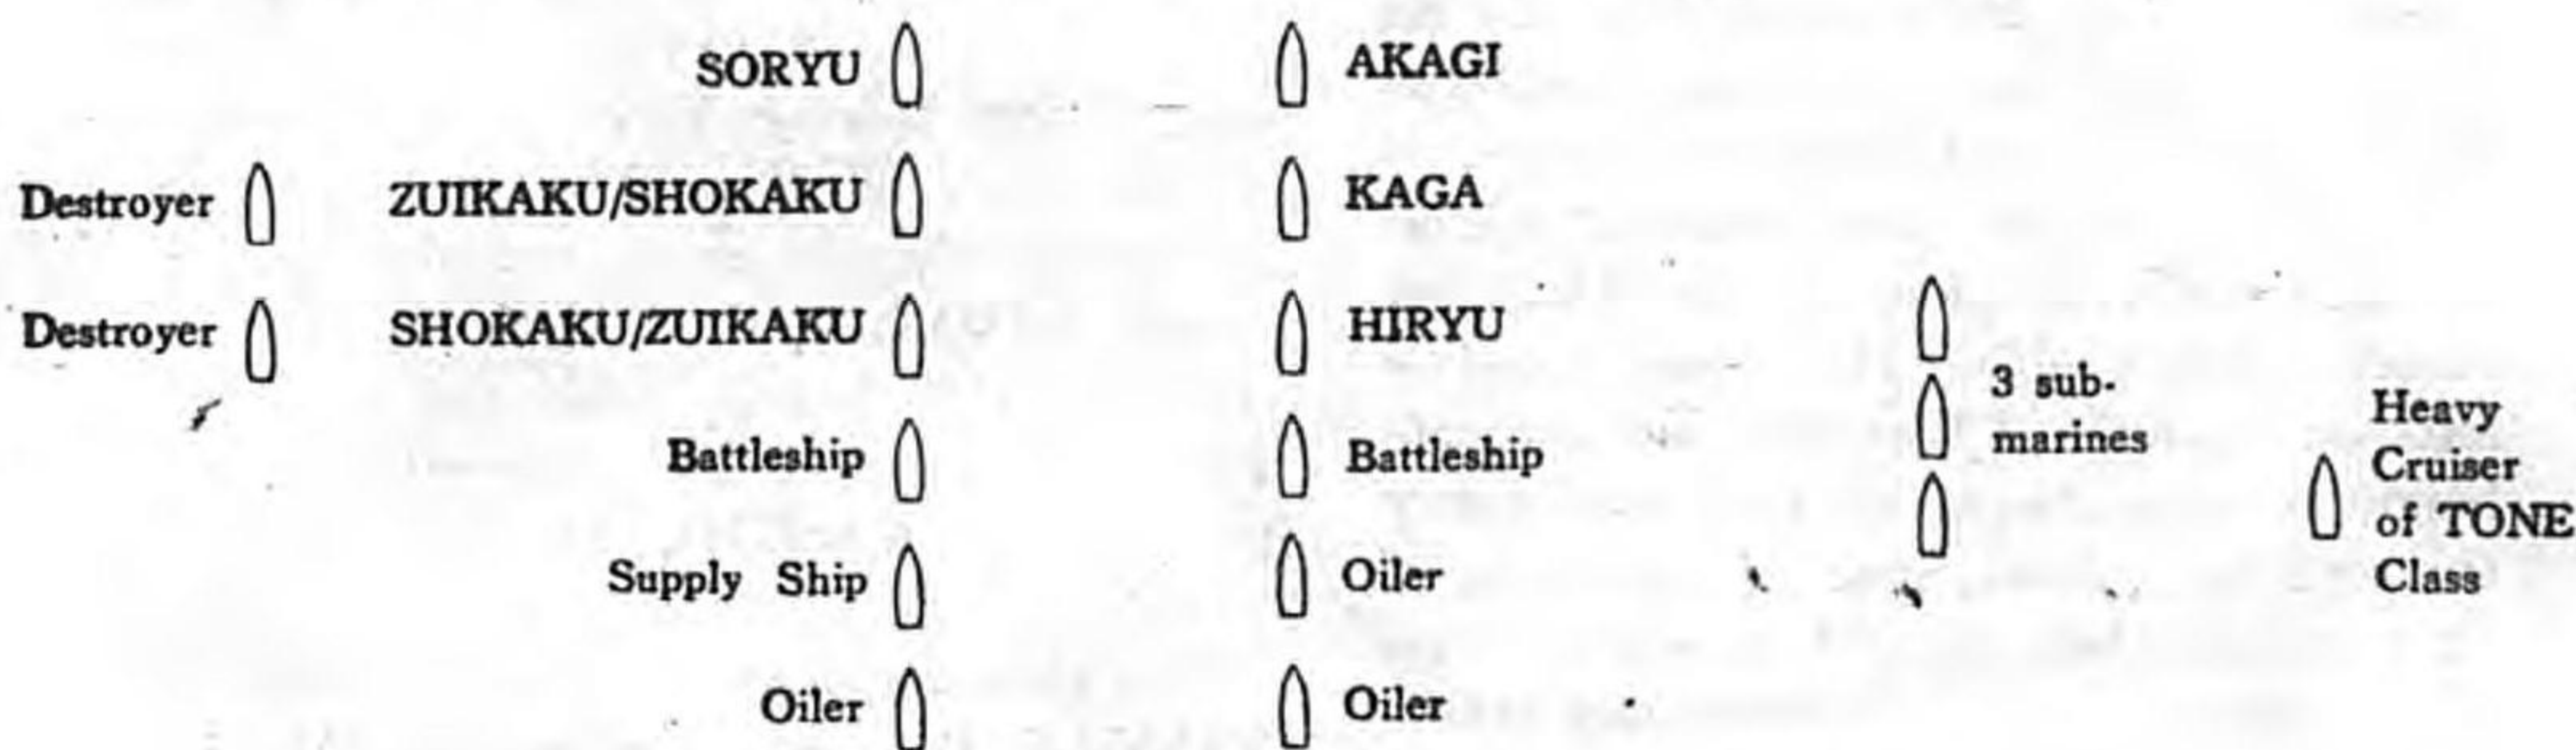 SORYU
AKAGI
Destroyer
ZUIKAKU/SHOKAKU
KAGA
Destroyer
SHOKAKU/ZUIKAKU
HIRYU
3 sub-
marines
Battleship
Battleship
Heavy
Cruiser
of TONE
Class
Supply Ship
Oiler
Oiler
Oiler